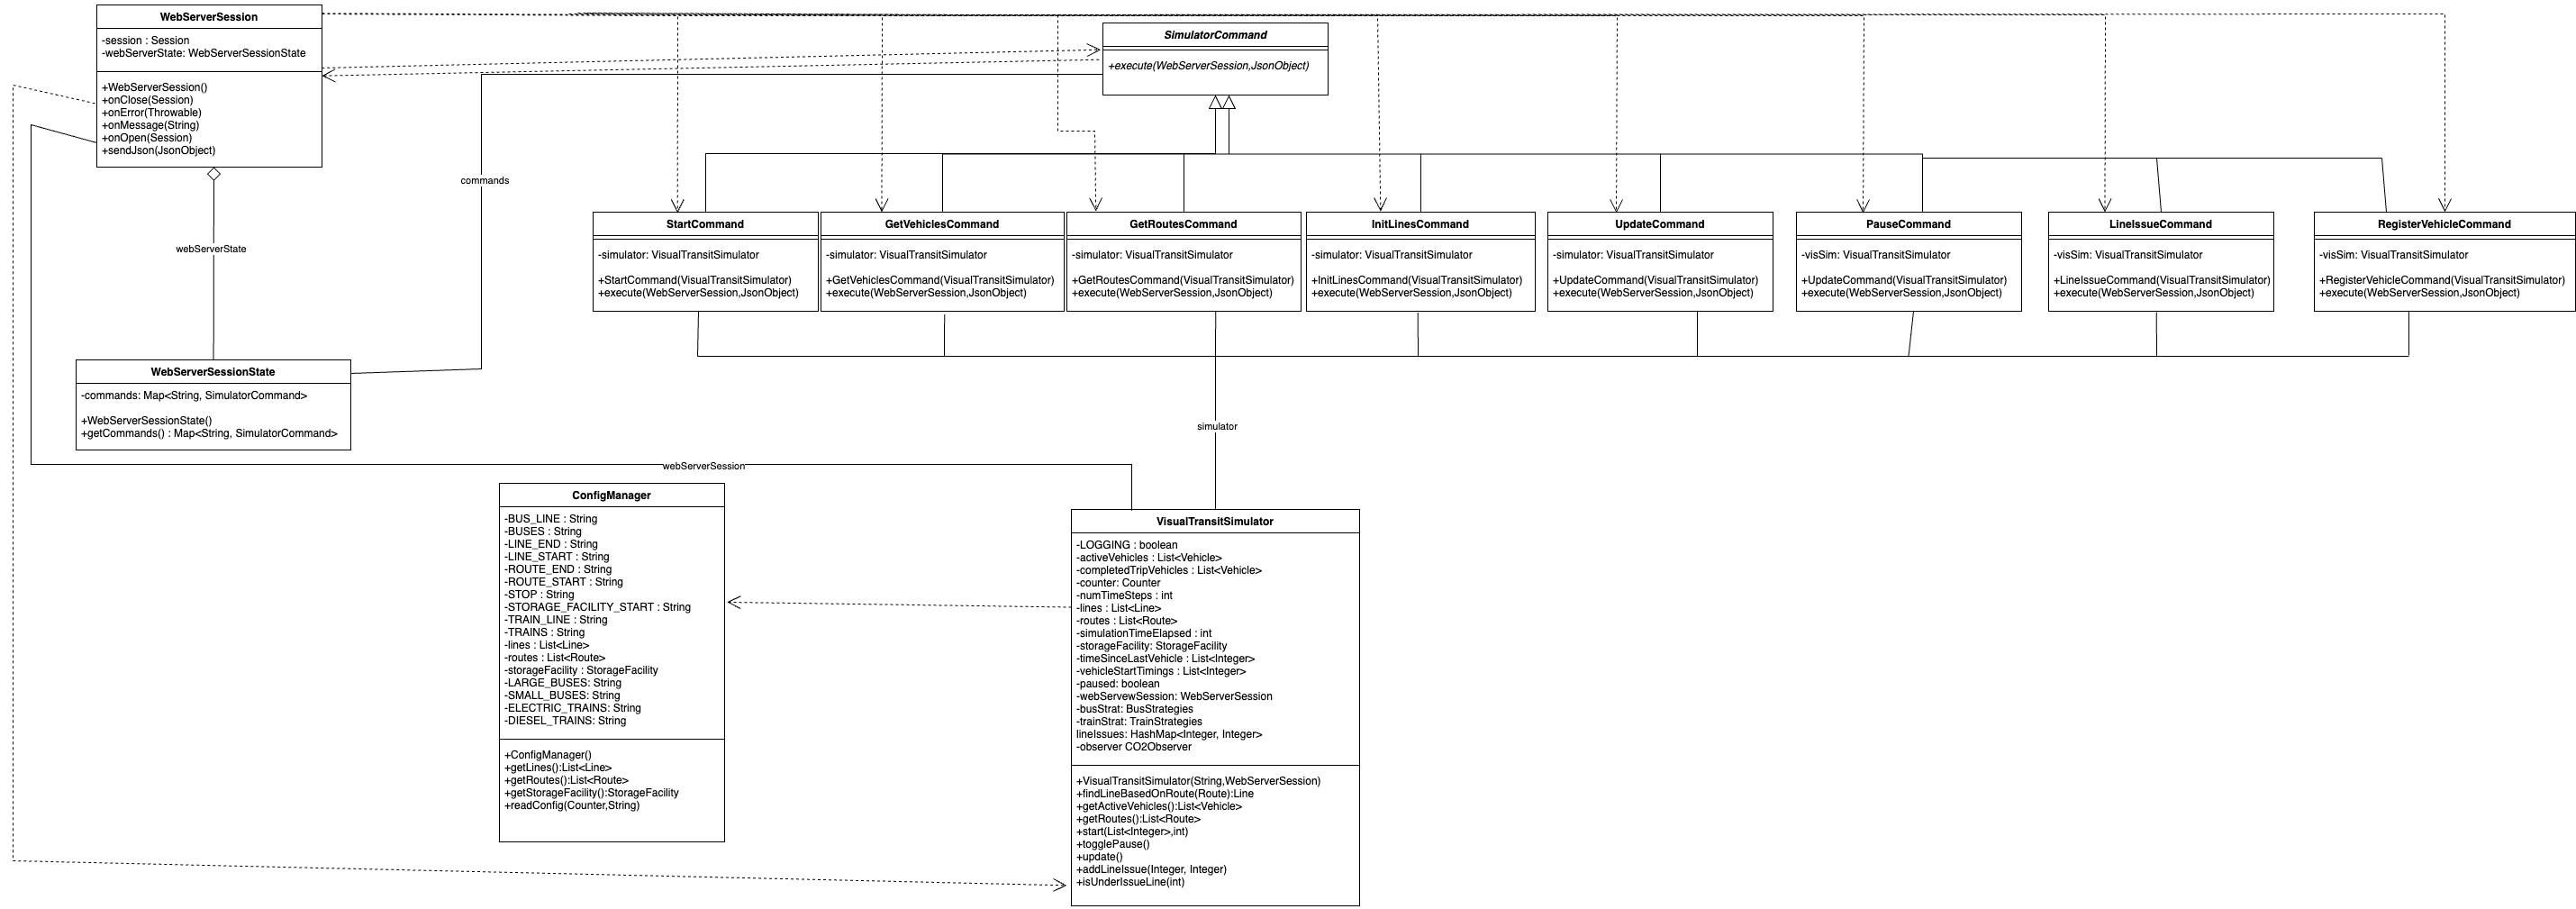 WebServerSession
-session : Session
-webServerState: WebServerSessionState
+WebServerSession()
+onClose(Session)
+onError(Throwable)
+onMessage(String)
+onOpen(Session)
+sendJson(JsonObject)
SimulatorCommand
+execute(WebServerSession,JsonObject)
commands
webServerState
StartCommand
-simulator: VisualTransitSimulator
+StartCommand(VisualTransitSimulator)
+execute(WebServerSession,JsonObject)
GetVehiclesCommand
-simulator: VisualTransitSimulator
+GetVehiclesCommand(VisualTransitSimulator)
+execute(WebServerSession,JsonObject)
GetRoutesCommand
-simulator: VisualTransitSimulator
+GetRoutesCommand(VisualTransitSimulator)
+execute(WebServerSession,JsonObject)
InitLinesCommand
-simulator: VisualTransitSimulator
+InitLinesCommand(VisualTransitSimulator)
+execute(WebServerSession,JsonObject)
UpdateCommand
-simulator: VisualTransitSimulator
+UpdateCommand(VisualTransitSimulator)
+execute(WebServerSession,JsonObject)
PauseCommand
-visSim: VisualTransitSimulator
+UpdateCommand(VisualTransitSimulator)
+execute(WebServerSession,JsonObject)
LineIssueCommand
-visSim: VisualTransitSimulator
+LineIssueCommand(VisualTransitSimulator)
+execute(WebServerSession,JsonObject)
RegisterVehicleCommand
-visSim: VisualTransitSimulator
+RegisterVehicleCommand(VisualTransitSimulator)
+execute(WebServerSession,JsonObject)
WebServerSessionState
-commands: Map<String, SimulatorCommand>
+WebServerSessionState()
+getCommands() : Map<String, SimulatorCommand>
simulator
webServerSession
ConfigManager
-BUS_LINE : String
-BUSES : String
-LINE_END : String
-LINE_START : String
-ROUTE_END : String
-ROUTE_START : String
-STOP : String
-STORAGE_FACILITY_START : String
-TRAIN_LINE : String
-TRAINS : String
-lines : List<Line>
-routes : List<Route>
-storageFacility : StorageFacility
-LARGE_BUSES: String
-SMALL_BUSES: String
-ELECTRIC_TRAINS: String
-DIESEL_TRAINS: String
+ConfigManager()
+getLines():List<Line>
+getRoutes():List<Route>
+getStorageFacility():StorageFacility
+readConfig(Counter,String)
VisualTransitSimulator
-LOGGING : boolean
-activeVehicles : List<Vehicle>
-completedTripVehicles : List<Vehicle>
-counter: Counter
-numTimeSteps : int
-lines : List<Line>
-routes : List<Route>
-simulationTimeElapsed : int
-storageFacility: StorageFacility
-timeSinceLastVehicle : List<Integer>
-vehicleStartTimings : List<Integer>
-paused: boolean
-webServewSession: WebServerSession
-busStrat: BusStrategies
-trainStrat: TrainStrategies
lineIssues: HashMap<Integer, Integer>
-observer CO2Observer
+VisualTransitSimulator(String,WebServerSession)
+findLineBasedOnRoute(Route):Line
+getActiveVehicles():List<Vehicle>
+getRoutes():List<Route>
+start(List<Integer>,int)
+togglePause()
+update()
+addLineIssue(Integer, Integer)
+isUnderIssueLine(int)